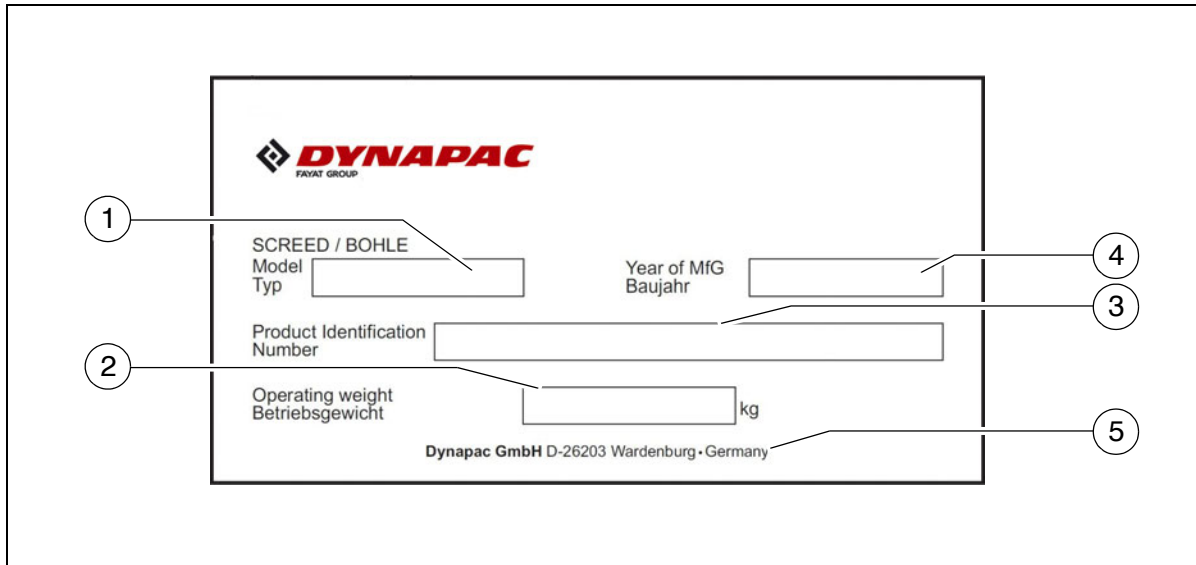 DYNAPAC
FAYAT GROUP
1
SCREED / BOHLE
Model
Typ
Year of MfG
Baujahr
4
3
Product Identification
Number
2
Operating weight
Betriebsgewicht
kg
5
Dynapac GmbH D-26203 Wardenburg • Germany